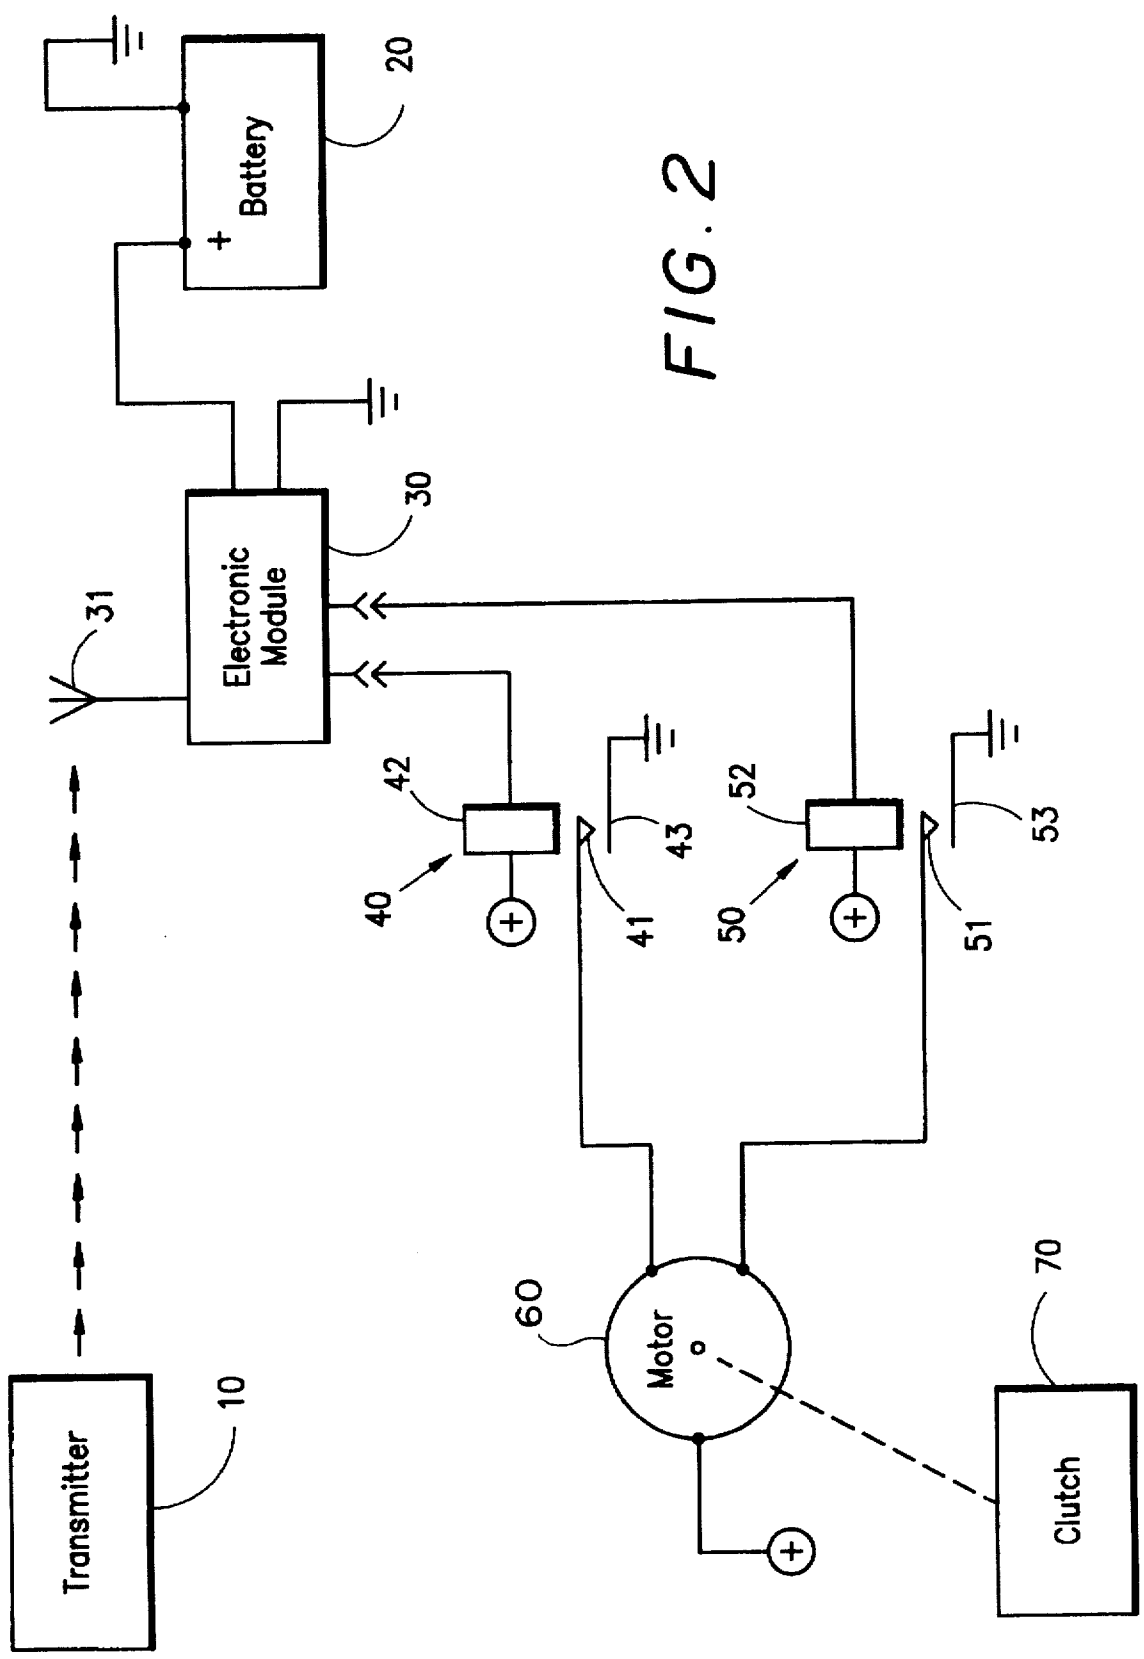 Transmitter
10
31
Electronic
Module
30
+
Battery
20
40
42
+
41
43
50
52
+
51
53
60
Motor
+
Clutch
70
FIG. 2